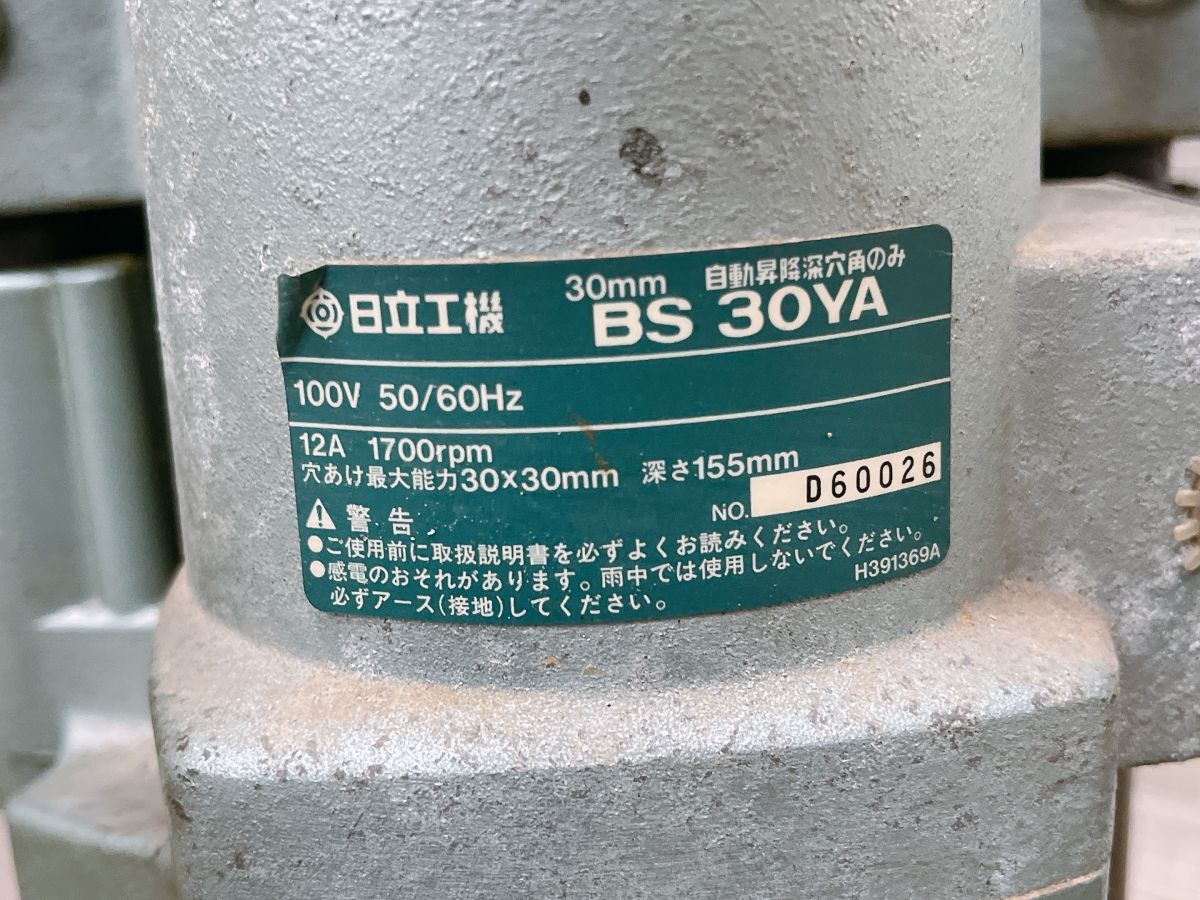 日立工機 30mm 自動昇降深穴角のみ
BS 30YA
100V 50/60Hz
12A 1700rpm
穴あけ最大能力30×30mm 深さ155mm
NO. D60026
警告
●ご使用前に取扱説明書を必ずよくお読みください。
●感電のおそれがあります。雨中では使用しないでください。
必ずアース(接地)してください。
H391369A